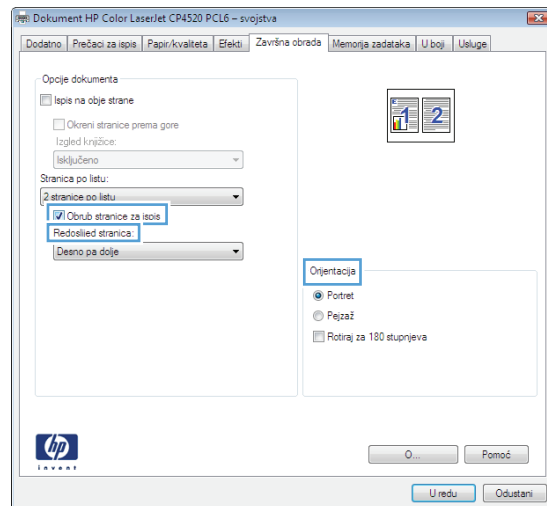 Dokument HP Color LaserJet CP4520 PCL6 – svojstva
Dodatno Prečaci za ispis Papir/kvaliteta Efekti Završna obrada Memorija zadataka U boji Usluge
Opcije dokumenta
Ispis na obje strane
Okreni stranice prema gore
Izgled knjižice:
Isključeno
Stranica po listu:
2 stranice po listu
Obrub stranice za ispis
Redoslijed stranica:
Desno pa dolje
1 2
Orijentacija
Portret
Pejzaž
Rotiraj za 180 stupnjeva
hp
invent
O... Pomoć
U redu Odustani